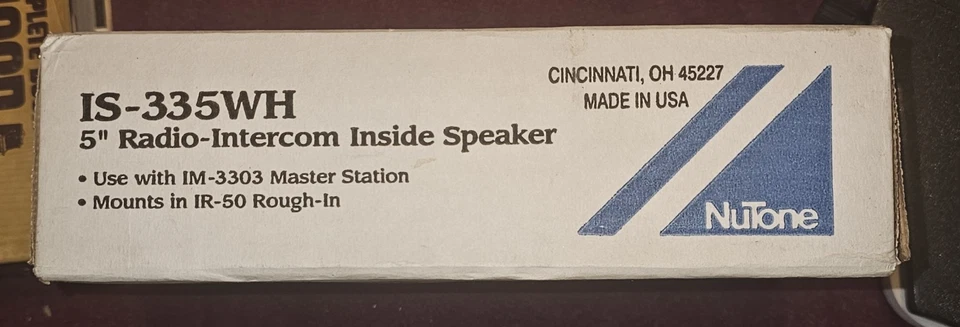 IS-335WH
5" Radio-Intercom Inside Speaker
• Use with IM-3303 Master Station
• Mounts in IR-50 Rough-In
CINCINNATI, OH 45227
MADE IN USA
NuTone